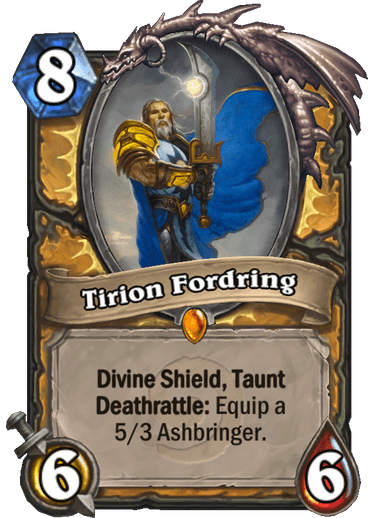 8
Tirion Fordring
Divine Shield, Taunt
Deathrattle: Equip a
5/3 Ashbringer.
6
6